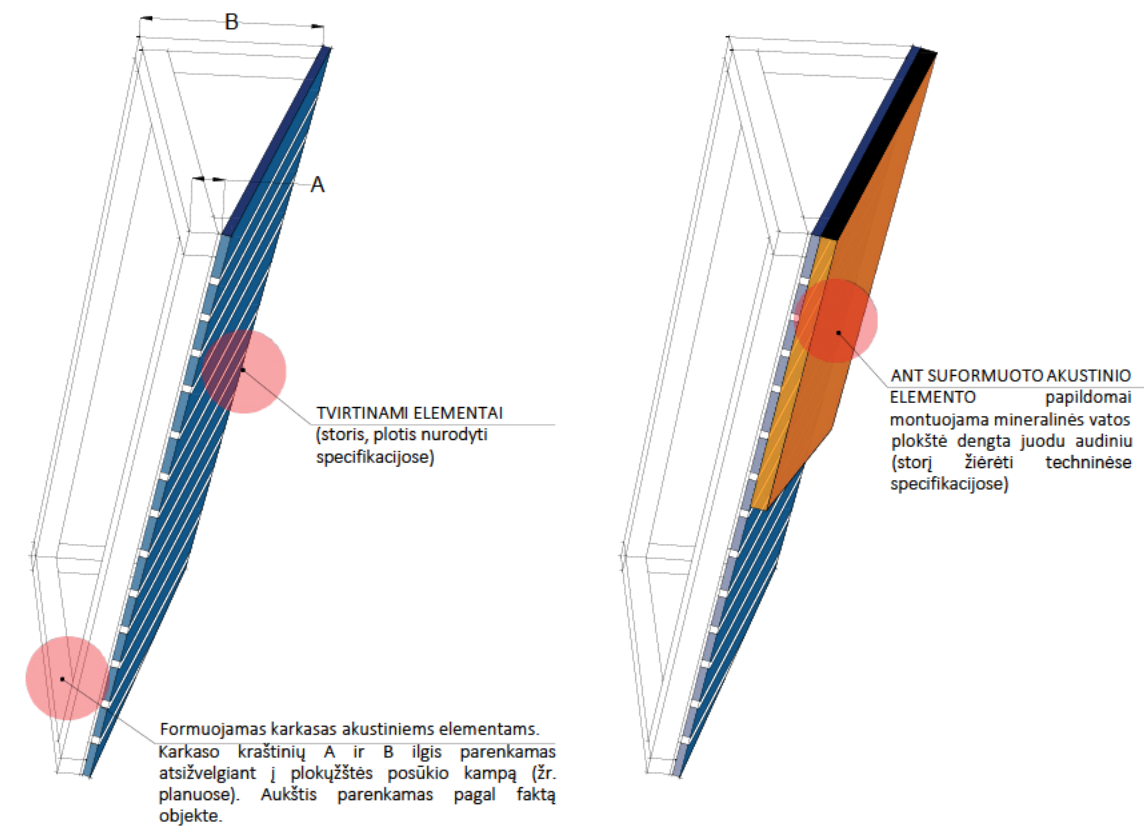 B
A
TVIRTINAMI ELEMENTAI
(storis, plotis nurodyti
specifikacijose)
Formuojamas karkasas akustiniems elementams.
Karkaso kraštinių A ir B ilgis parenkamas
atsižvelgiant į plokųžštės posūkio kampą (žr.
planuose). Aukštis parenkamas pagal faktą
objekte.
ANT SUFORMUOTO AKUSTINIO
ELEMENTO papildomai
montuojama mineralinės vatos
plokštė dengta juodu audiniu
(storį žiėrėti techninėse
specifikacijose)